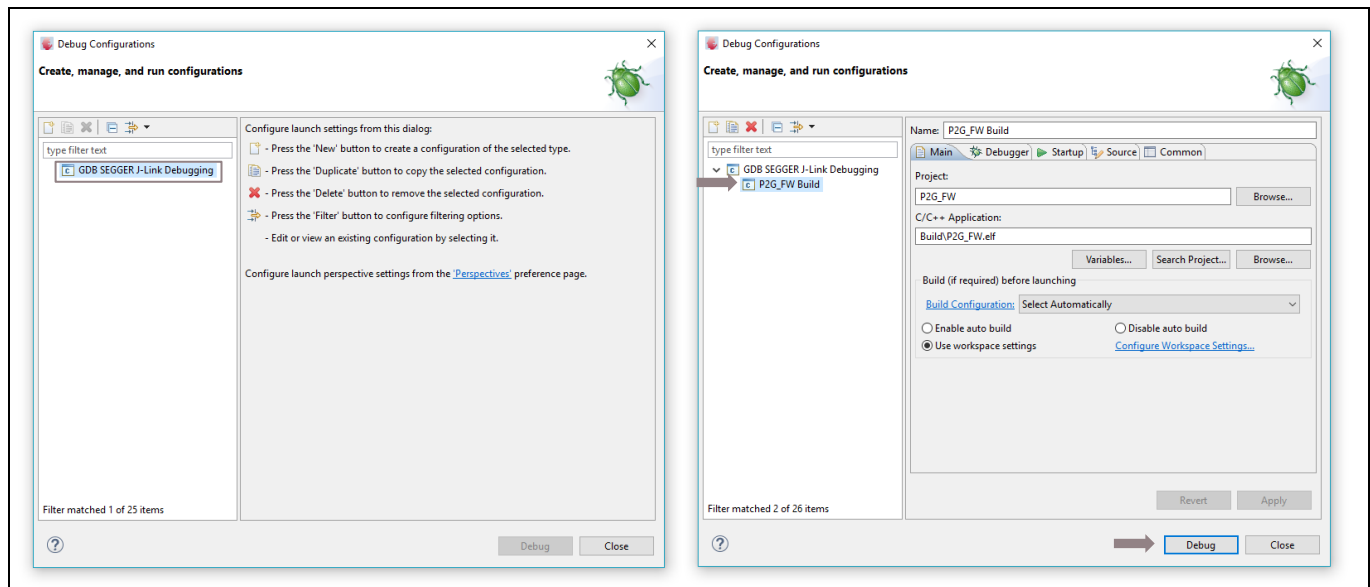 Debug Configurations
Create, manage, and run configurations
type filter text
GDB SEGGER J-Link Debugging
Filter matched 1 of 25 items
Configure launch settings from this dialog:
- Press the 'New' button to create a configuration of the selected type.
- Press the 'Duplicate' button to copy the selected configuration.
- Press the 'Delete' button to remove the selected configuration.
- Press the 'Filter' button to configure filtering options.
- Edit or view an existing configuration by selecting it.
Configure launch perspective settings from the 'Perspectives' preference page.
Debug Close
Debug Configurations
Create, manage, and run configurations
type filter text
GDB SEGGER J-Link Debugging
P2G_FW Build
Filter matched 2 of 26 items
Name: P2G_FW Build
Main Debugger Startup Source Common
Project:
P2G_FW Browse...
C/C++ Application:
Build\P2G_FW.elf
Variables... Search Project... Browse...
Build (if required) before launching
Build Configuration: Select Automatically
Enable auto build Disable auto build
Use workspace settings Configure Workspace Settings...
Revert Apply
Debug Close